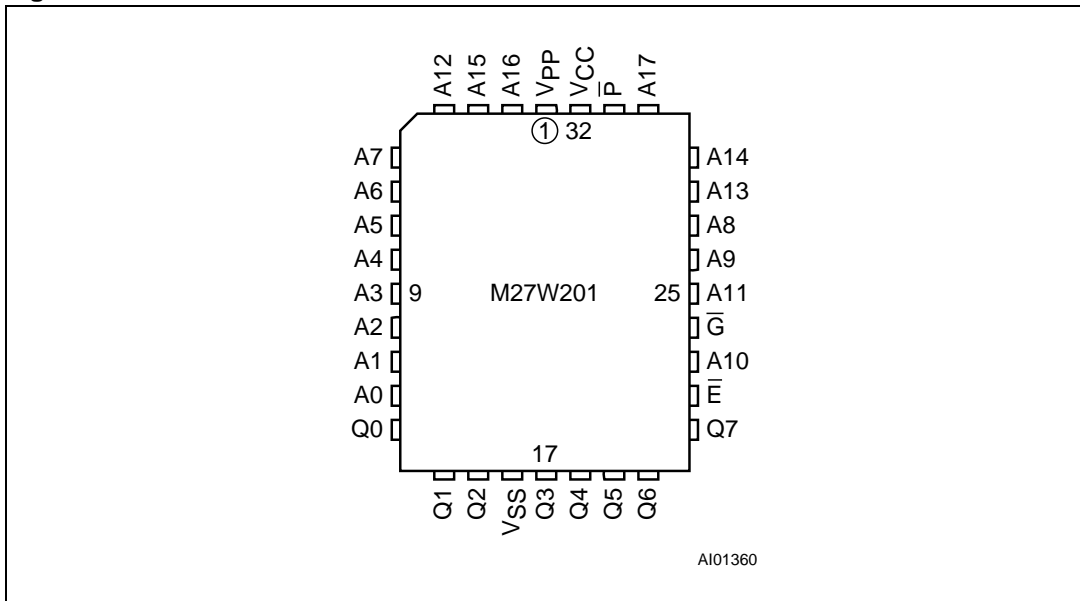 A12 A15 A16 VPP VCC P̅ A17
① 32
A7 A14
A6 A13
A5 A8
A4 A9
A3 9 M27W201 25 A11
A2 G̅
A1 A10
A0 E̅
Q0 Q7
17
Q1 Q2 VSS Q3 Q4 Q5 Q6
AI01360